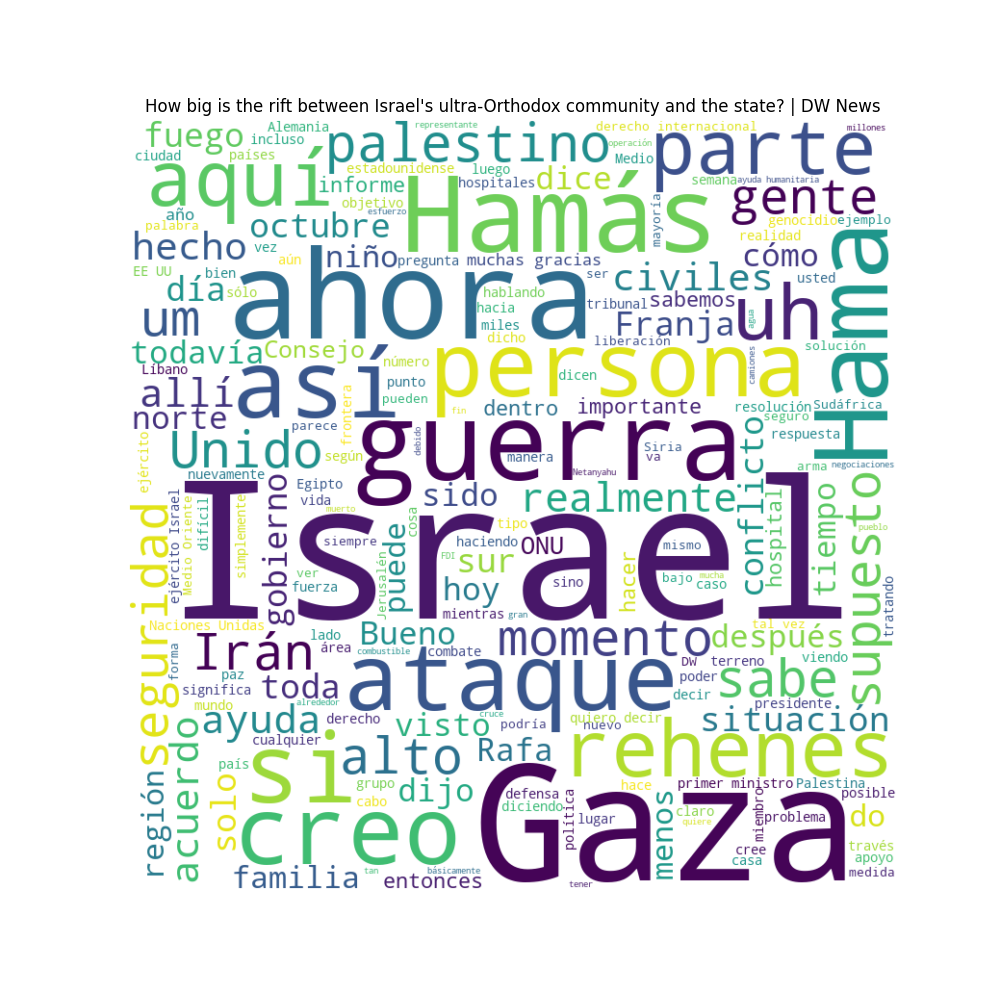 How big is the rift between Israel's ultra-Orthodox community and the state? | DW News
representante
fuego
Alemania
palestino
derecho internacional
parte
millones
incluso
operación
ciudad
países
aquí
estadounidense
luego
Medio
informe
hospitales
dice
semana
ayuda humanitaria
gente
objetivo
Hamás
año
esfuerzo
palabra
octubre
mayoría
genocidio
ejemplo
hecho
vez
niño
pregunta
muchas gracias
realidad
cómo
Hama
EE UU
bien
aún
ahora
ser
civiles
usted
día
sólo
hablando
tribunal
sabemos
uh
um
hacia
miles
Franja
agua
todavía
Consejo
dicho
liberación
solución
Líbano
número
persona
camiones
allí
así
punto
pueden
dicen
norte
frontera
fin
dentro
importante
resolución
Sudáfrica
seguro
parece
guerra
debido
respuesta
ejército
Unido
según
manera
Siria
va
conflicto
negociaciones
nuevamente
Egipto
Netanyahu
arma
vida
sido
realmente
ejército Israel
Medio Oriente
difícil
simplemente
gobierno
Israel
muerto
cosa
tipo
hospital
tiempo
supuesto
pueblo
siempre
puede
haciendo
ONU
mismo
seguridad
ver
fuerza
Jerusalén
FDI
sur
hoy
sino
hacer
bajo
caso
mucha
tratando
mientras
gran
Naciones Unidas
lado
área
Bueno
momento
tal vez
después
forma
Irán
combustible
combate
DW
terreno
viendo
paz
significa
toda
ataque
poder
decir
sabe
mundo
alrededor
presidente
ayuda
derecho
visto
cruce
podría
quiero decir
nuevo
situación
cualquier
región
acuerdo
país
si
alto
Rafa
rehenes
solo
grupo
cabo
dijo
defensa
diciendo
lugar
hace
primer ministro
Palestina
posible
política
menos
claro
quiere
miembro
problema
do
creo
Gaza
través
cree
casa
apoyo
familia
tan
básicamente
entonces
tener
medida